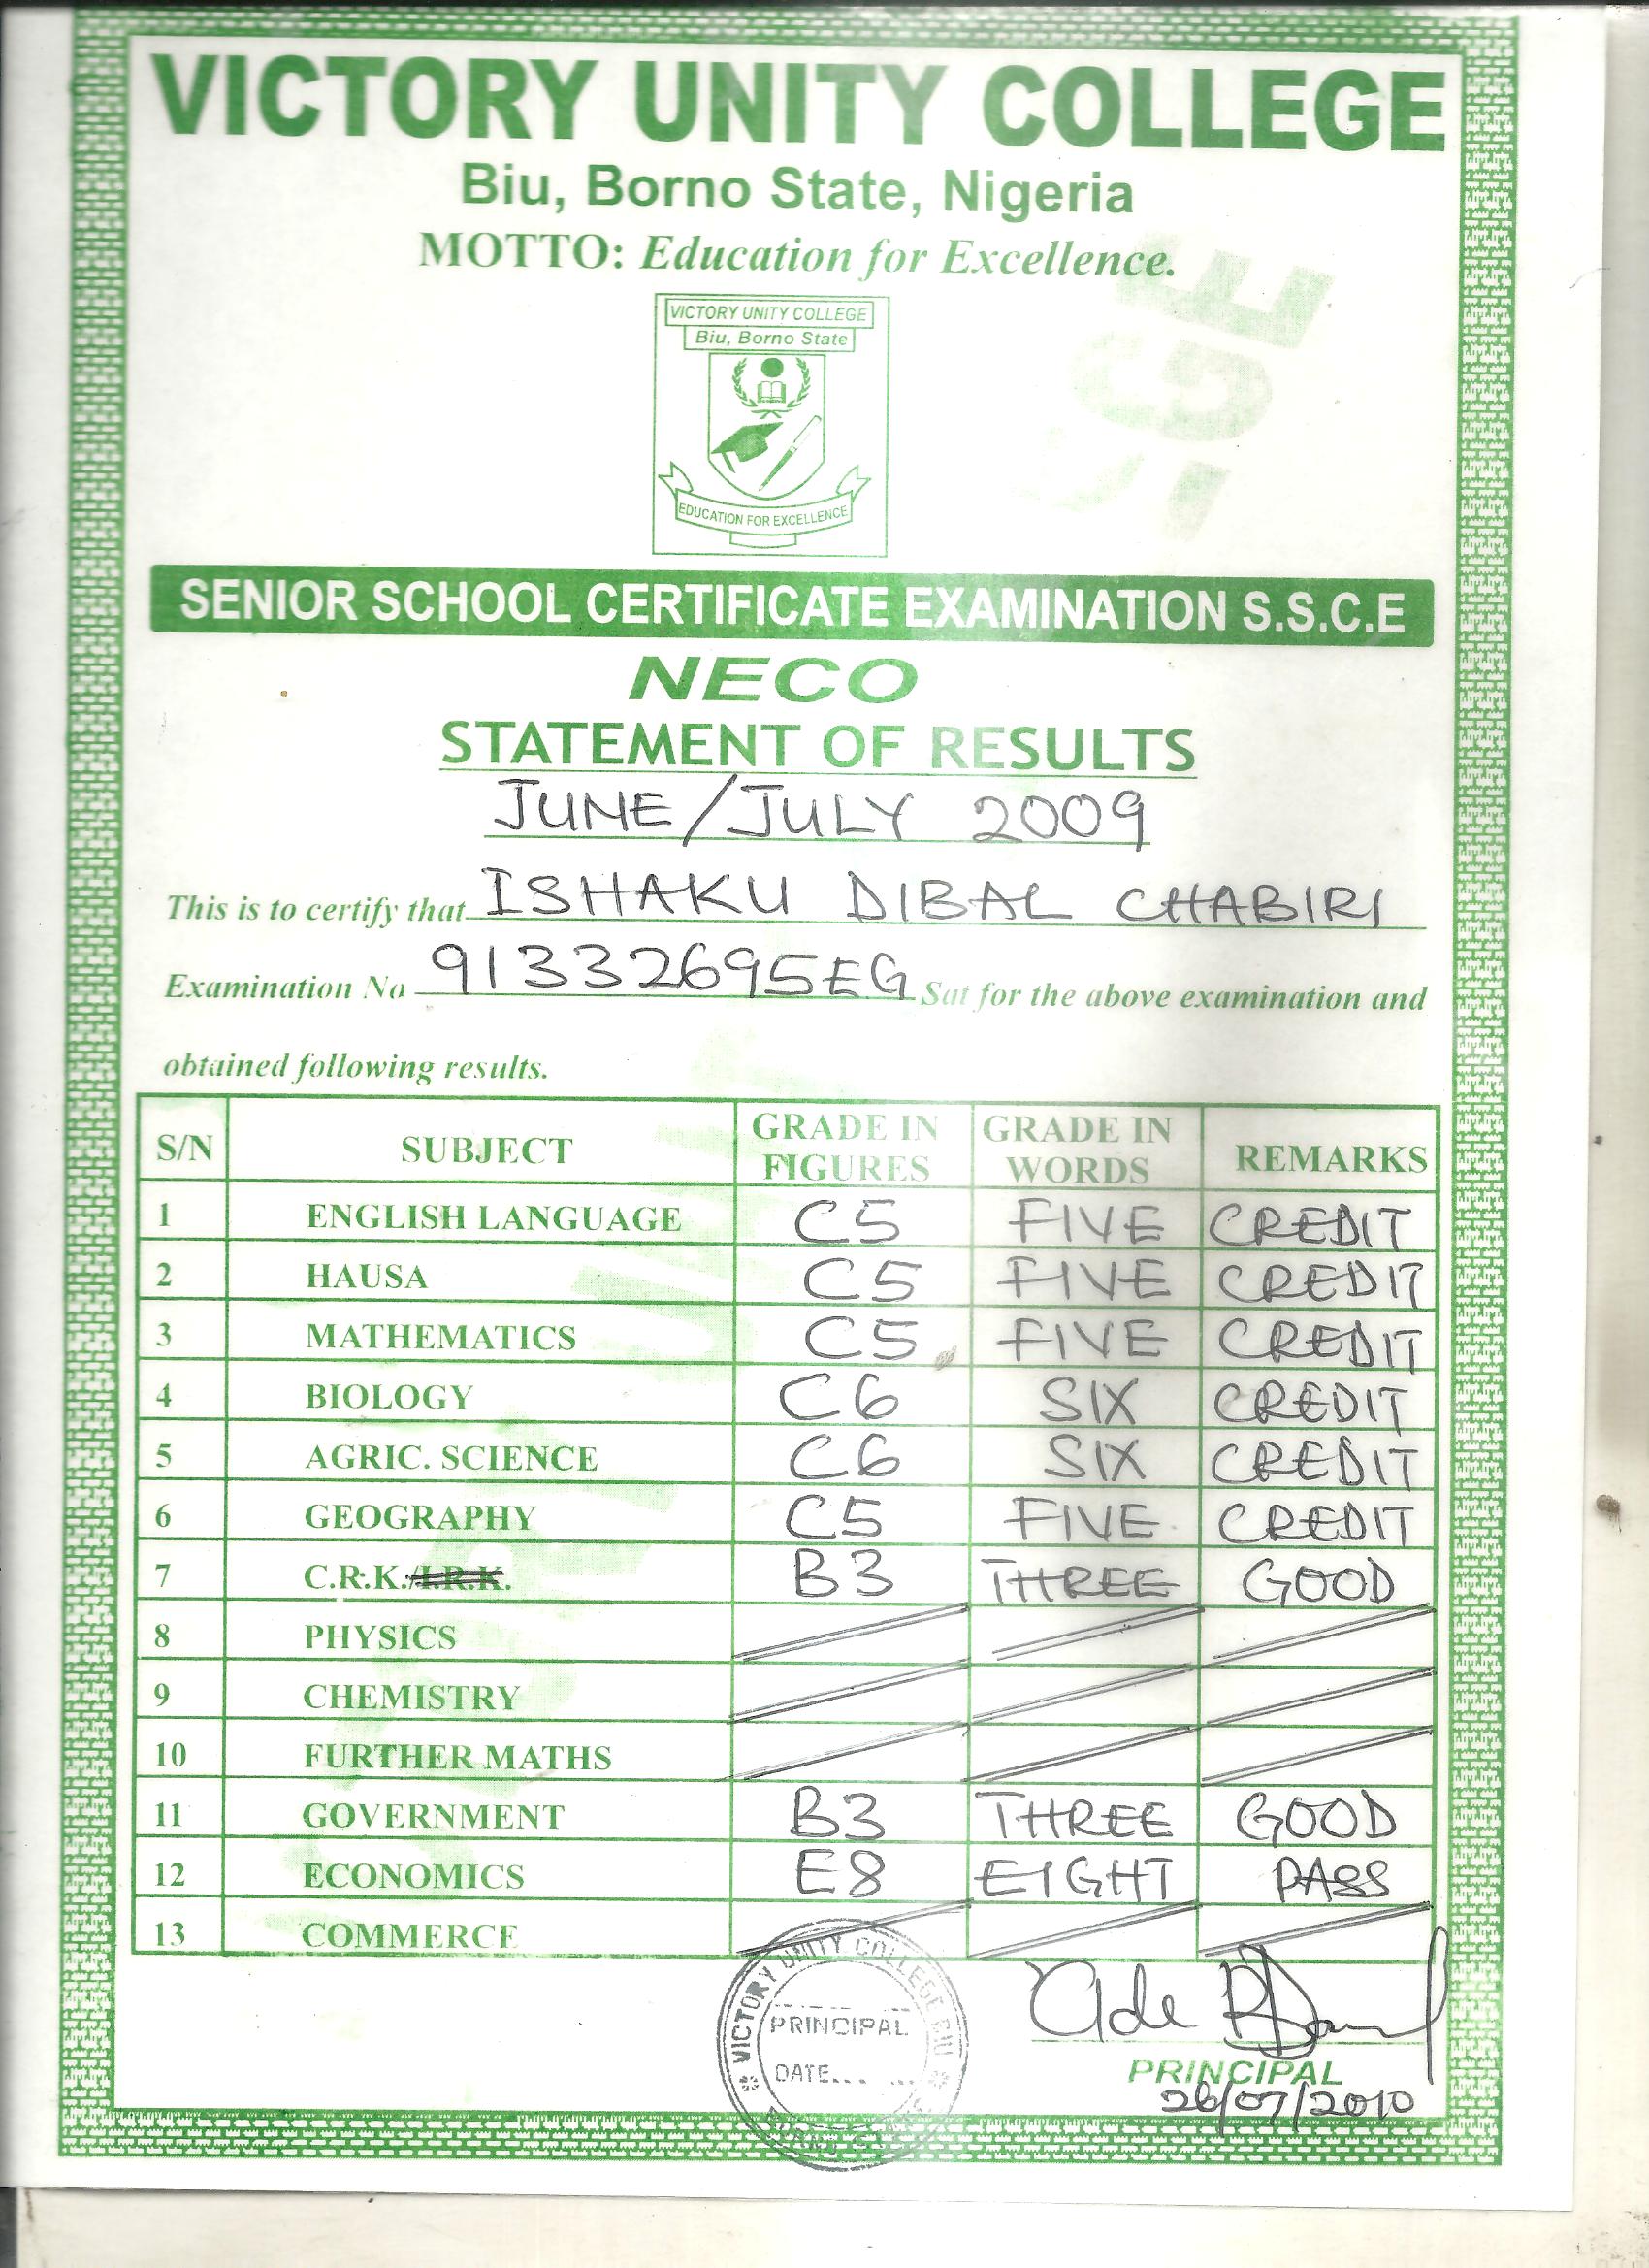 VICTORY UNITY COLLEGE
Biu, Borno State, Nigeria
MOTTO: Education for Excellence.
VICTORY UNITY COLLEGE
Biu, Borno State
EDUCATION FOR EXCELLENCE
SENIOR SCHOOL CERTIFICATE EXAMINATION S.S.C.E
NECO
STATEMENT OF RESULTS
JUNE/JULY 2009
This is to certify that ISHAKU DIBAL CHABIRI
Examination No 91332695EG Sat for the above examination and
obtained following results.
S/N SUBJECT GRADE IN FIGURES GRADE IN WORDS REMARKS
1 ENGLISH LANGUAGE C5 FIVE CREDIT
2 HAUSA C5 FIVE CREDIT
3 MATHEMATICS C5 FIVE CREDIT
4 BIOLOGY C6 SIX CREDIT
5 AGRIC. SCIENCE C6 SIX CREDIT
6 GEOGRAPHY C5 FIVE CREDIT
7 C.R.K./I.R.K. B3 THREE GOOD
8 PHYSICS
9 CHEMISTRY
10 FURTHER MATHS
11 GOVERNMENT B3 THREE GOOD
12 ECONOMICS E8 EIGHT PASS
13 COMMERCE
VICTORY UNITY COLLEGE BIU
PRINCIPAL
DATE
PRINCIPAL
26/07/2010